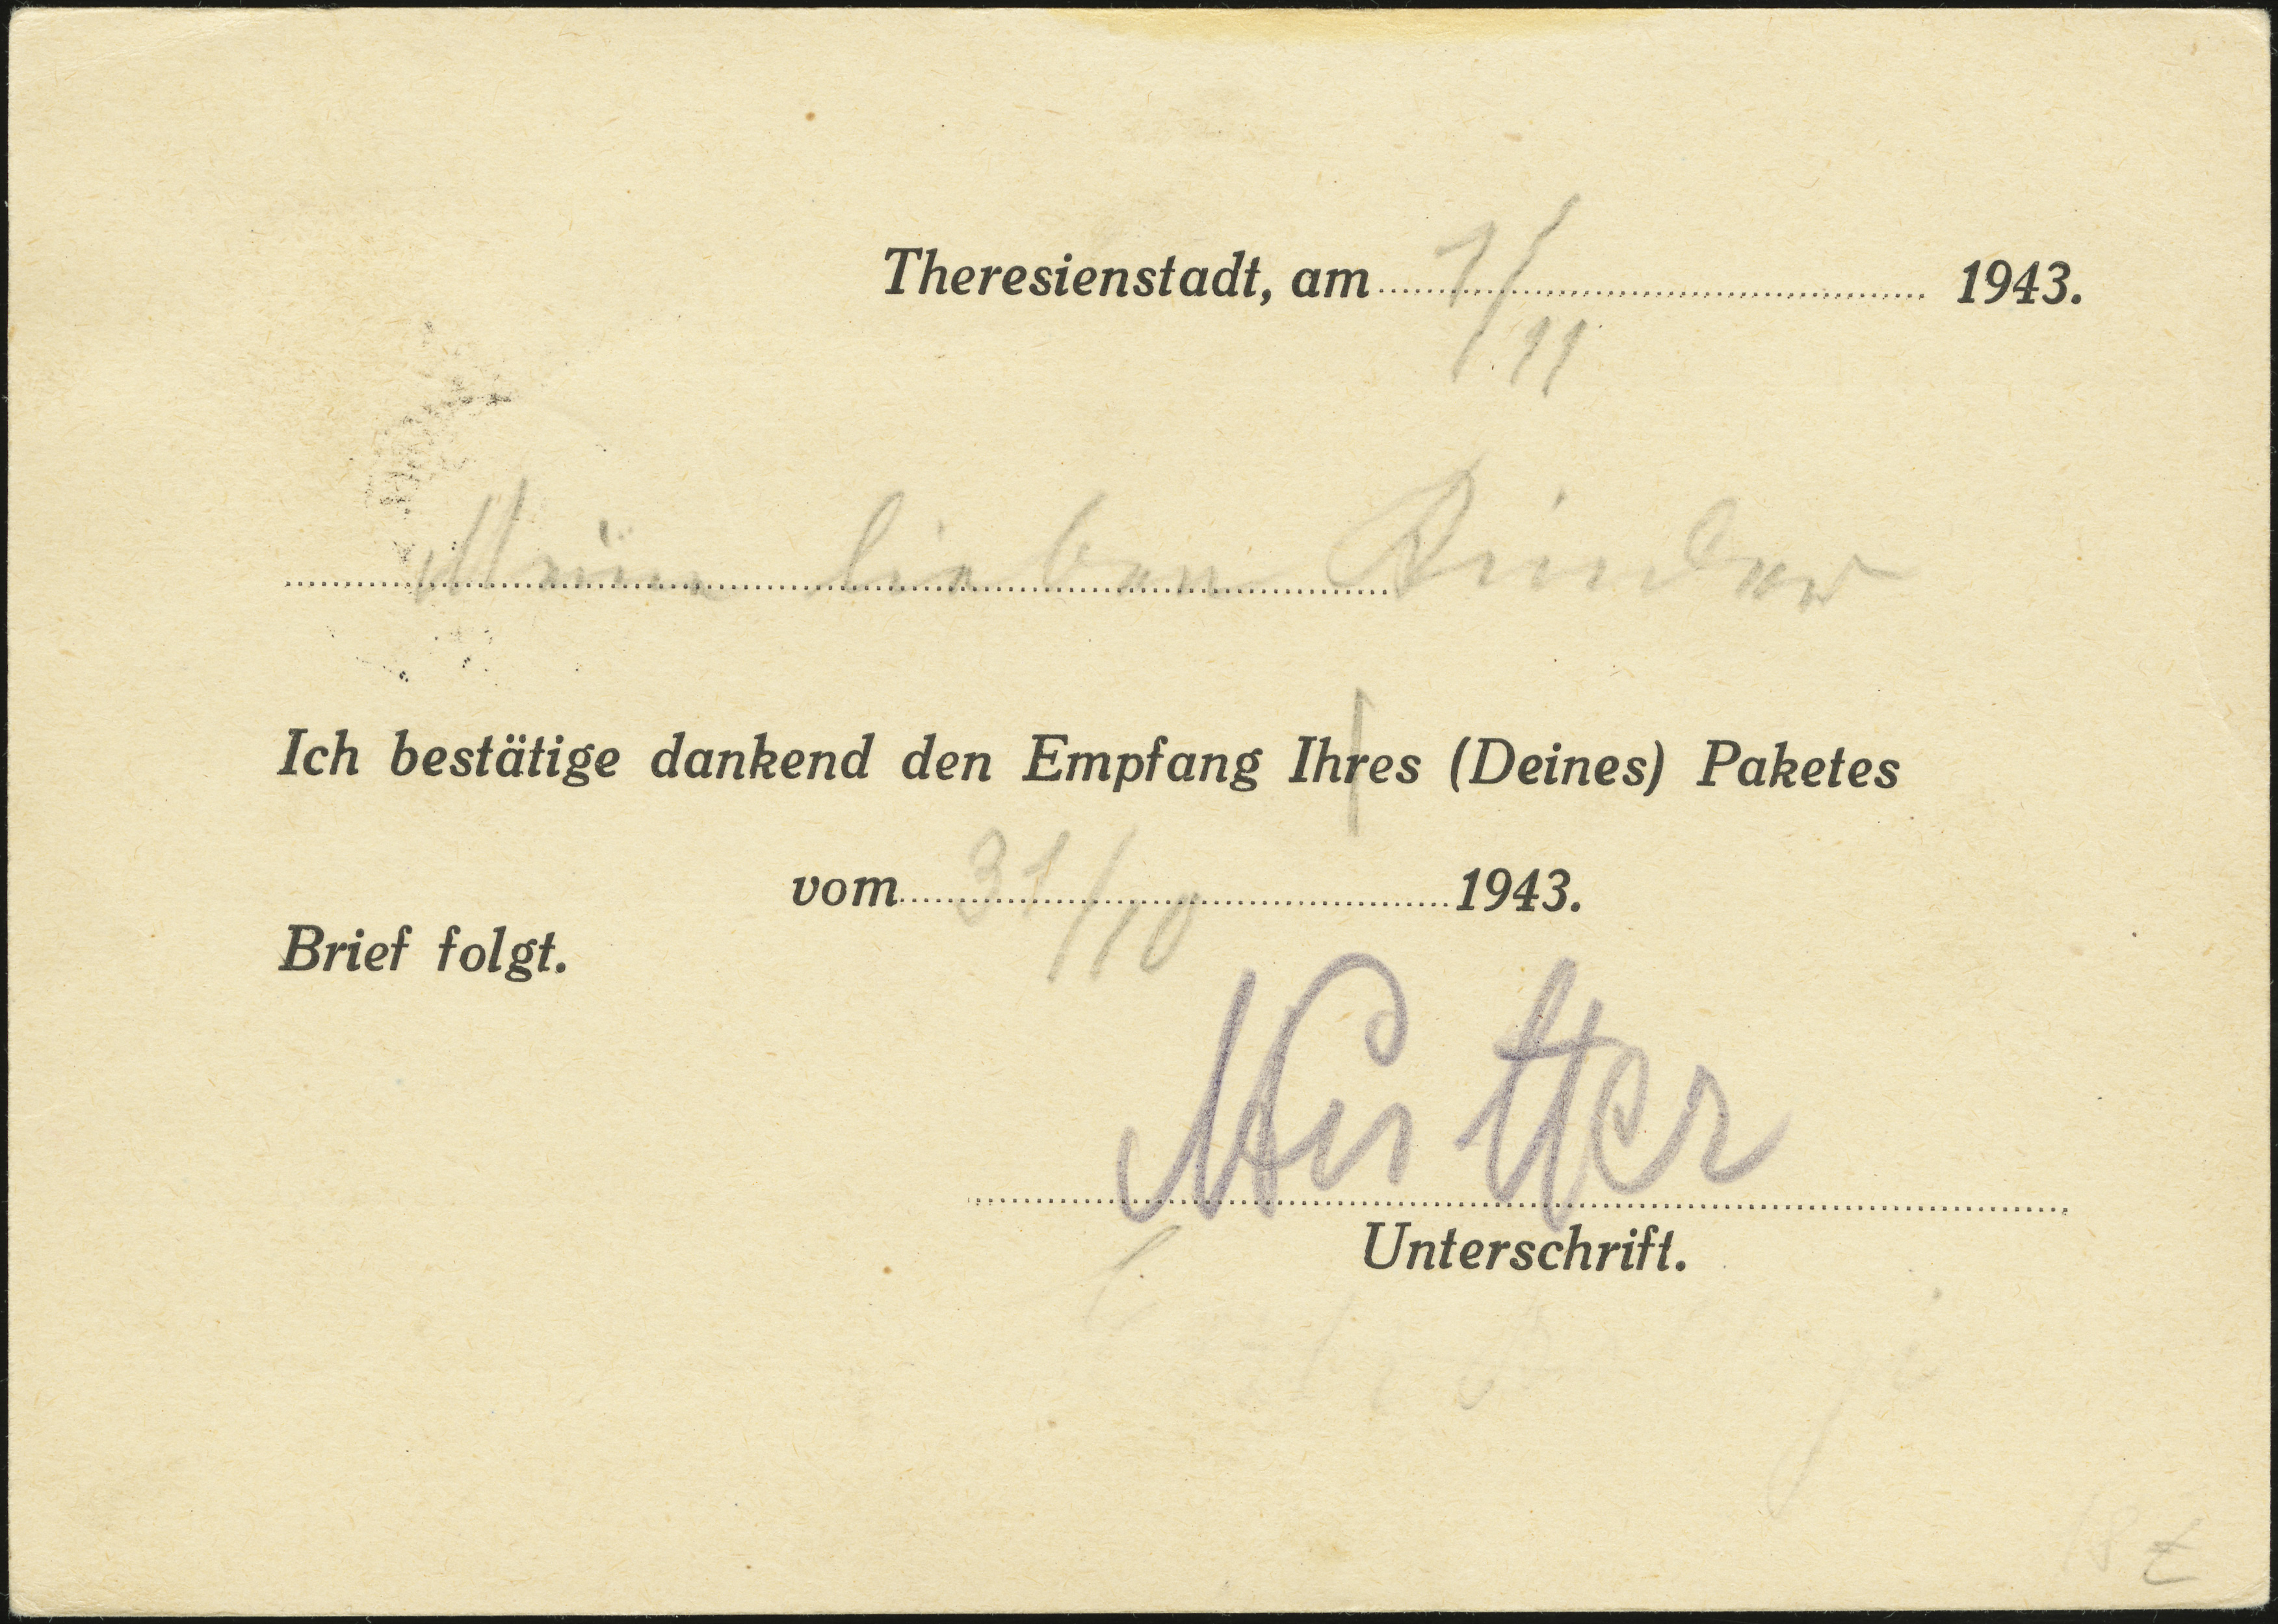 Theresienstadt, am 1/11 1943.
Meine lieben Kinder
Ich bestätige dankend den Empfang Ihres (Deines) Paketes
vom 31/10 1943.
Brief folgt.
Mutter
Unterschrift.